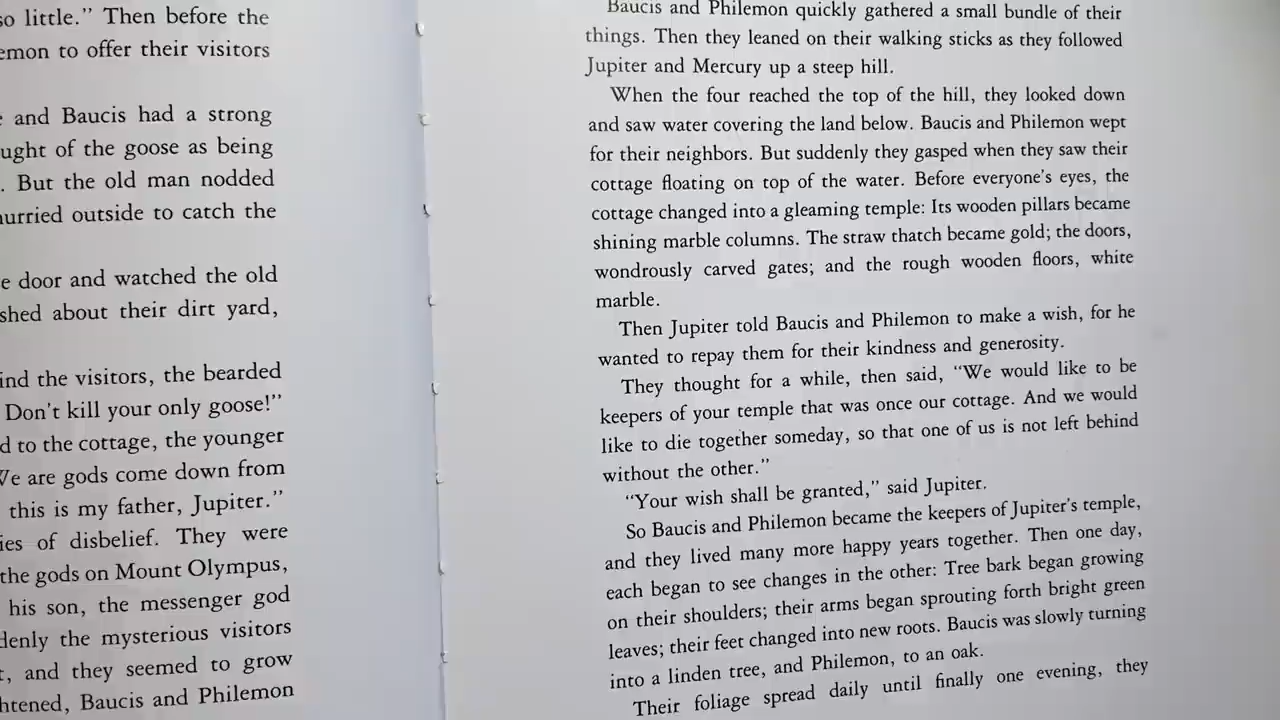 so little.” Then before the
emon to offer their visitors
and Baucis had a strong
ught of the goose as being
. But the old man nodded
hurried outside to catch the
e door and watched the old
shed about their dirt yard,
ind the visitors, the bearded
Don't kill your only goose!”
d to the cottage, the younger
We are gods come down from
this is my father, Jupiter.”
ies of disbelief. They were
the gods on Mount Olympus,
his son, the messenger god
denly the mysterious visitors
t, and they seemed to grow
htened, Baucis and Philemon
Baucis and Philemon quickly gathered a small bundle of their
things. Then they leaned on their walking sticks as they followed
Jupiter and Mercury up a steep hill.
When the four reached the top of the hill, they looked down
and saw water covering the land below. Baucis and Philemon wept
for their neighbors. But suddenly they gasped when they saw their
cottage floating on top of the water. Before everyone's eyes, the
cottage changed into a gleaming temple: Its wooden pillars became
shining marble columns. The straw thatch became gold; the doors,
wondrously carved gates; and the rough wooden floors, white
marble.
Then Jupiter told Baucis and Philemon to make a wish, for he
wanted to repay them for their kindness and generosity.
They thought for a while, then said, “We would like to be
keepers of your temple that was once our cottage. And we would
like to die together someday, so that one of us is not left behind
without the other.”
“Your wish shall be granted,” said Jupiter.
So Baucis and Philemon became the keepers of Jupiter's temple,
and they lived many more happy years together. Then one day,
each began to see changes in the other: Tree bark began growing
on their shoulders; their arms began sprouting forth bright green
leaves; their feet changed into new roots. Baucis was slowly turning
into a linden tree, and Philemon, to an oak.
Their foliage spread daily until finally one evening, they